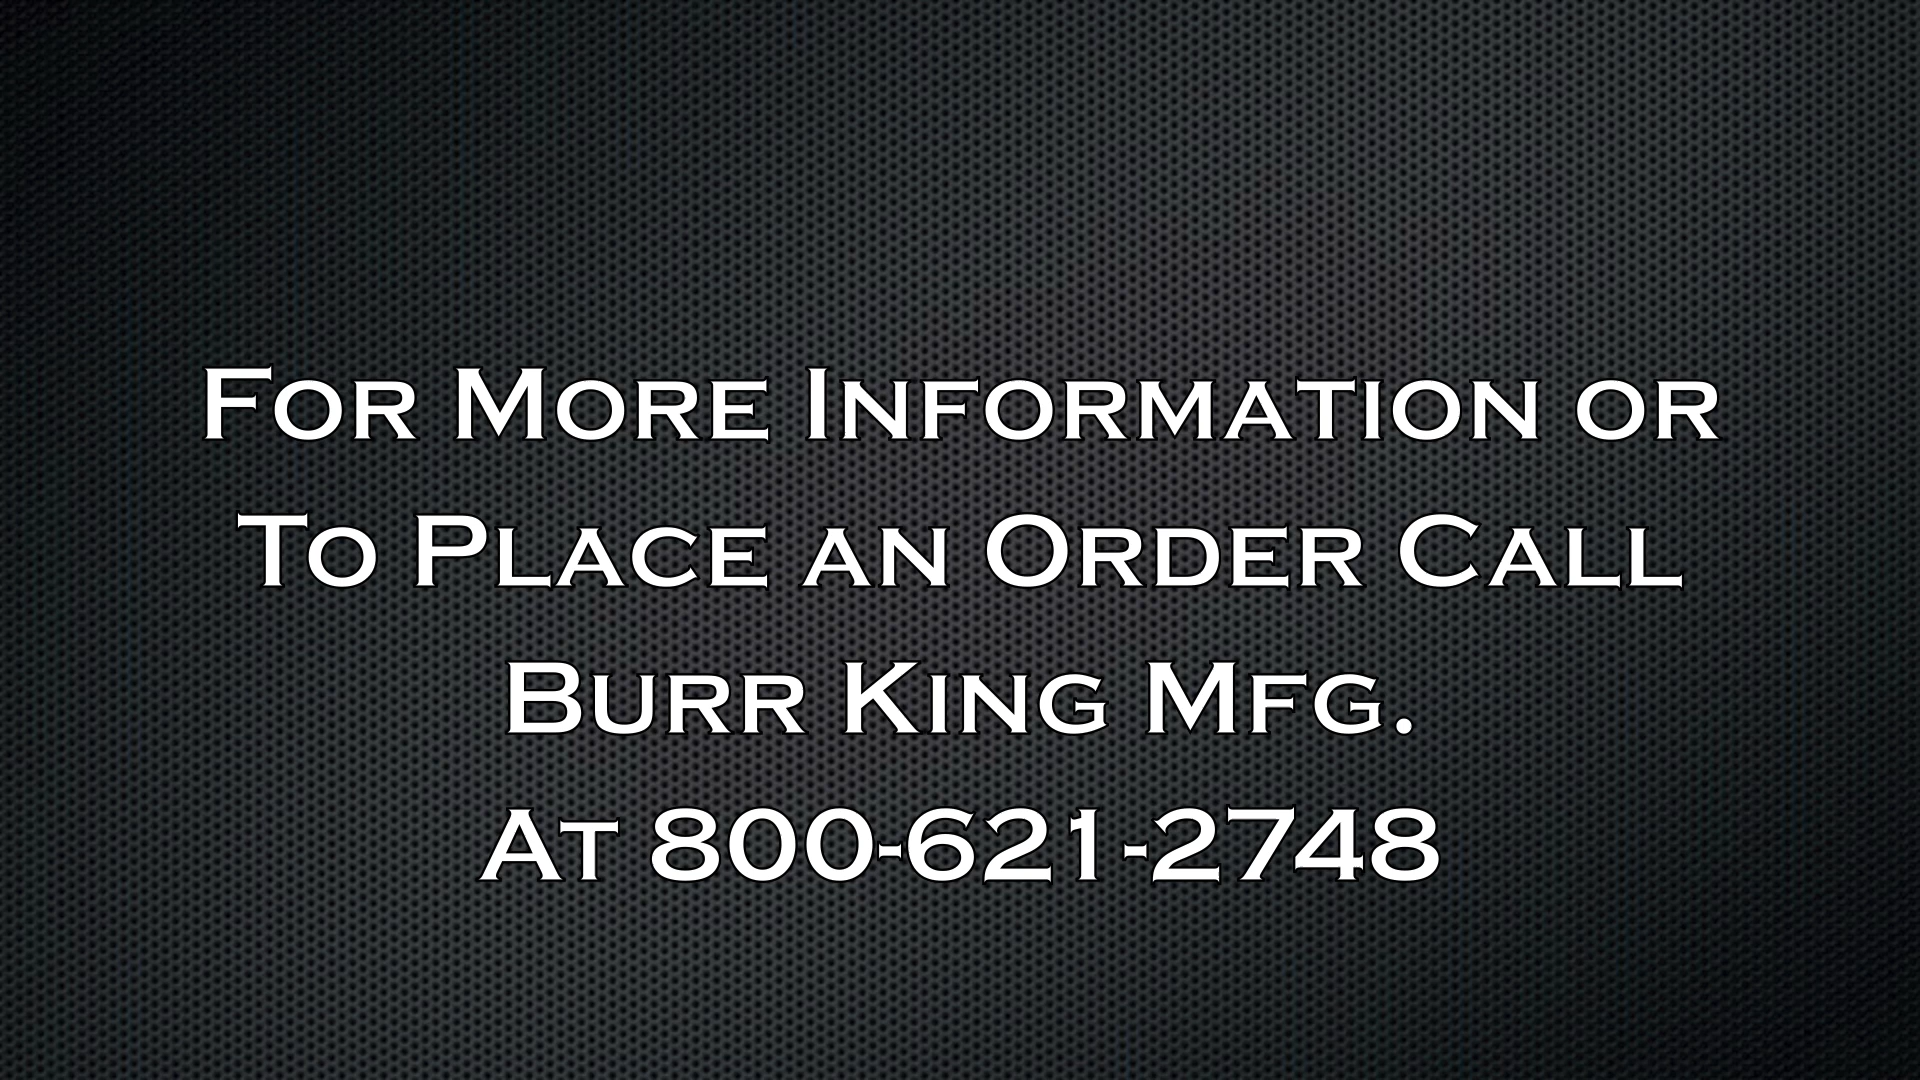 For More Information or
To Place an Order Call
Burr King Mfg.
At 800-621-2748